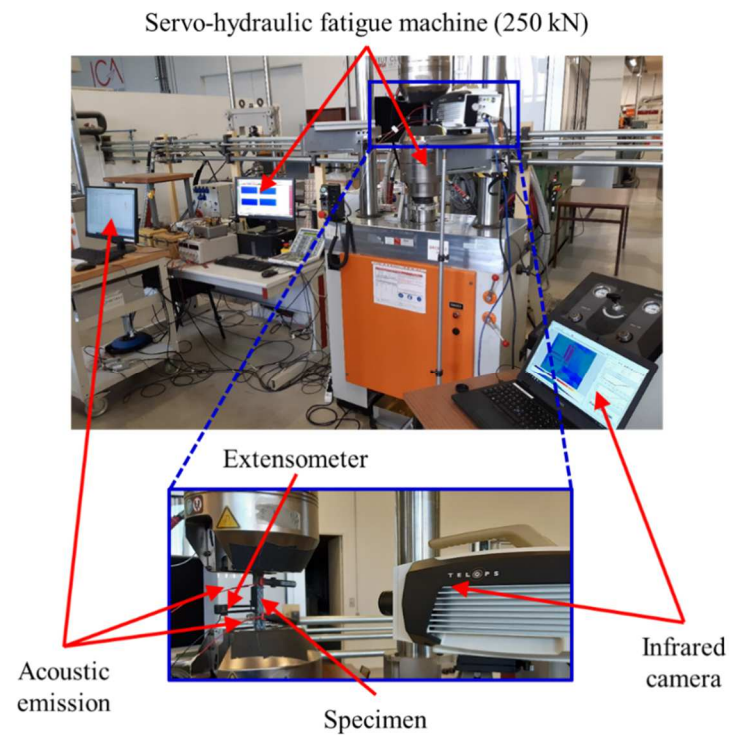 Servo-hydraulic fatigue machine (250 kN)
ICA
Extensometer
TELOPS
Acoustic
emission
Infrared
camera
Specimen